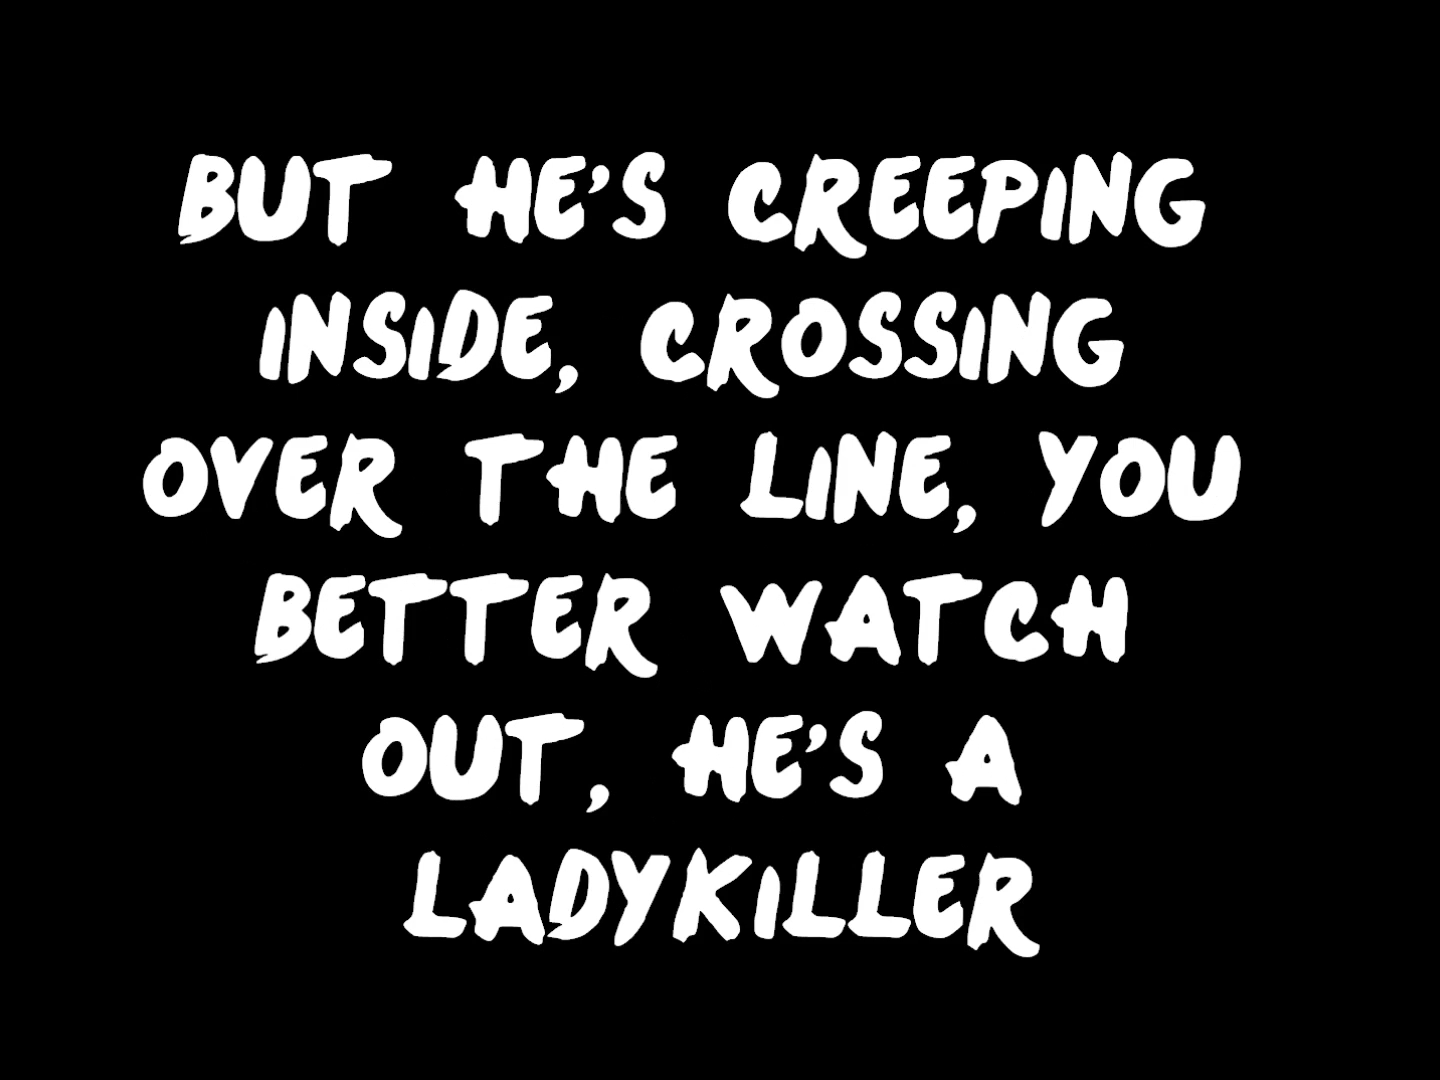 BUT HE'S CREEPING
INSIDE, CROSSING
OVER THE LINE, YOU
BETTER WATCH
OUT, HE'S A
LADYKILLER